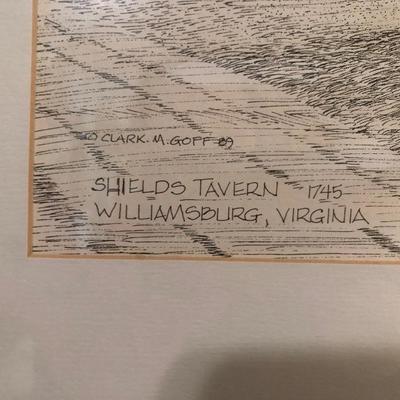 © CLARK. M. GOFF 89
SHIELDS TAVERN 1745
WILLIAMSBURG, VIRGINIA